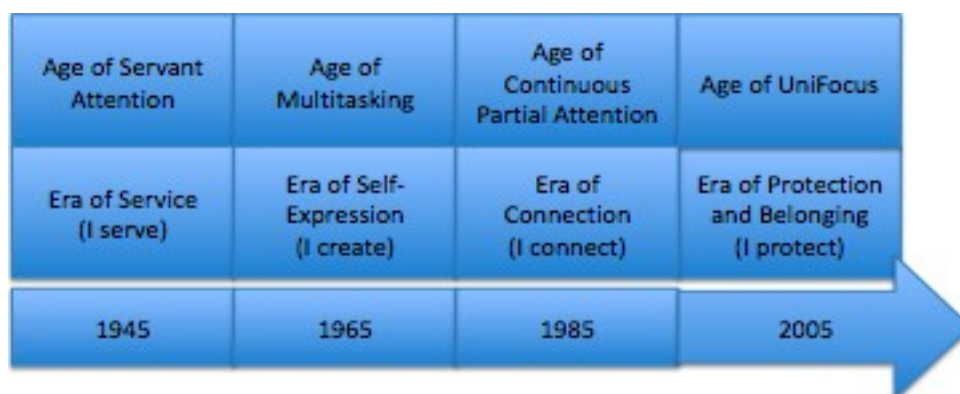 Age of Servant
Attention
Age of
Multitasking
Age of
Continuous
Partial Attention
Age of UniFocus
Era of Service
(I serve)
Era of Self-
Expression
(I create)
Era of
Connection
(I connect)
Era of Protection
and Belonging
(I protect)
1945
1965
1985
2005